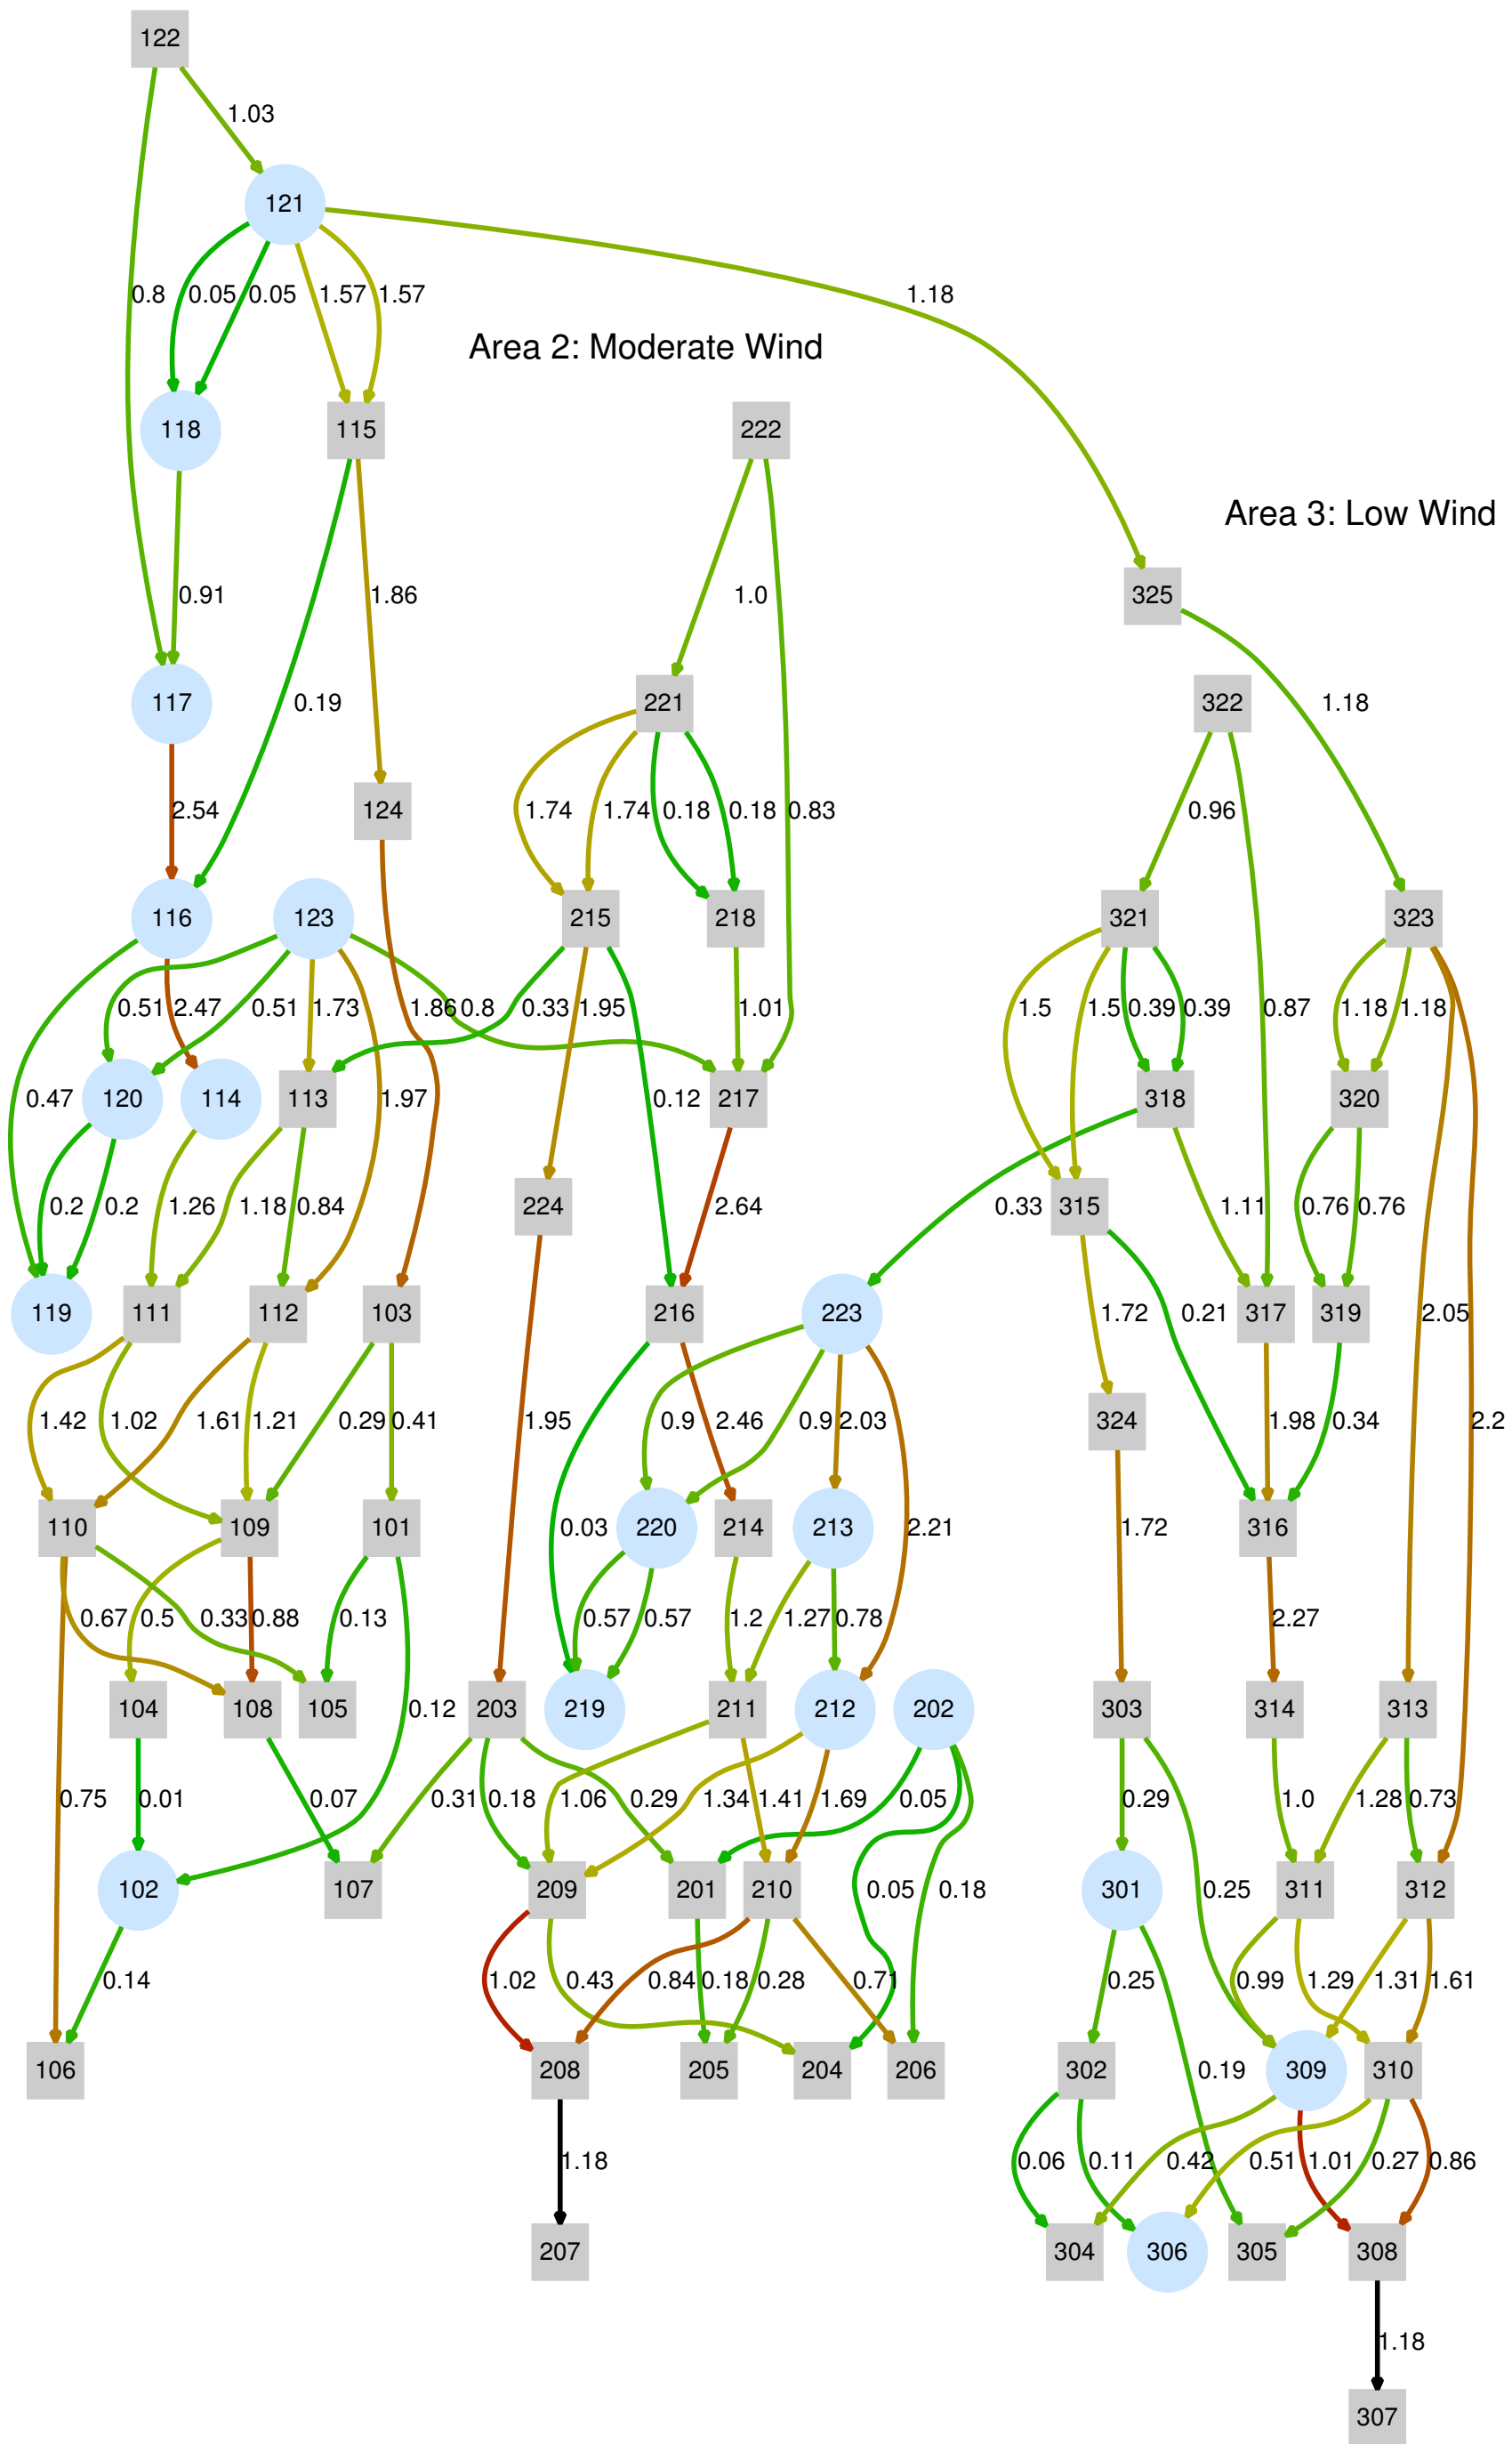 122
1.03
121
0.8 0.05 0.05 1.57 1.57 1.18
Area 2: Moderate Wind
118 115 222
Area 3: Low Wind
0.91 1.86 1.0 325
117 0.19 221 322 1.18
2.54 124 1.74 1.74 0.18 0.18 0.83 0.96
116 123 215 218 321 323
0.51 2.47 0.51 1.73 1.86 0.8 0.33 1.95 1.01 1.5 1.5 0.39 0.39 0.87 1.18 1.18
0.47 120 114 113 1.97 0.12 217 318 320
0.2 0.2 1.26 1.18 0.84 224 2.64 0.33 315 1.11 0.76 0.76
119 111 112 103 216 223 1.72 0.21 317 319 2.05
1.42 1.02 1.61 1.21 0.29 0.41 1.95 2.46 0.9 0.9 2.03 324 1.98 0.34 2.2
110 109 101 0.03 220 214 213 2.21 1.72 316
0.67 0.5 0.33 0.88 0.13 0.57 0.57 1.2 1.27 0.78 2.27
104 108 105 0.12 203 219 211 212 202 303 314 313
0.75 0.01 0.07 0.31 0.18 1.06 0.29 1.34 1.41 1.69 0.05 0.29 1.0 1.28 0.73
102 107 209 201 210 0.05 0.18 301 0.25 311 312
0.14 1.02 0.43 0.84 0.18 0.28 0.71 0.25 0.99 1.29 1.31 1.61
106 208 205 204 206 302 0.19 309 310
1.18 0.06 0.11 0.42 0.51 1.01 0.27 0.86
207 304 306 305 308
1.18
307